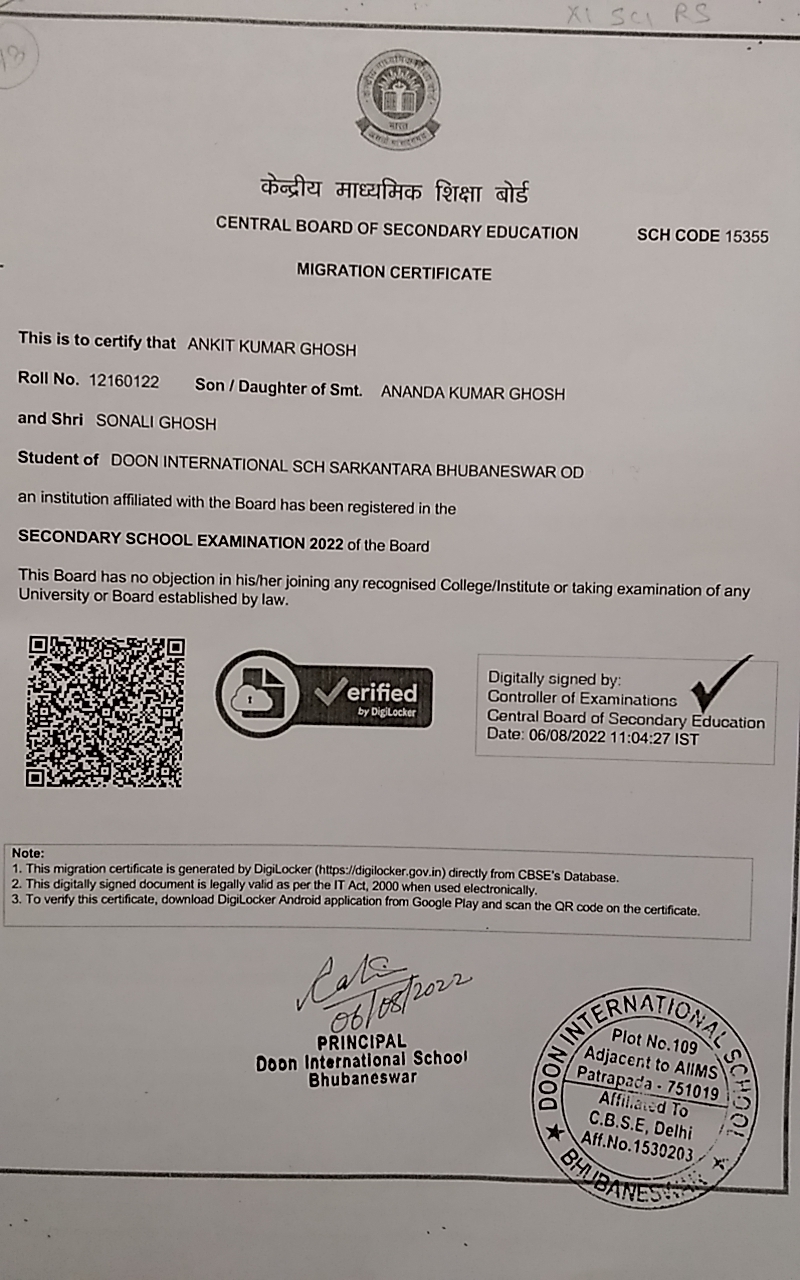 XI SCI RS
केन्द्रीय माध्यमिक शिक्षा बोर्ड
CENTRAL BOARD OF SECONDARY EDUCATION
SCH CODE 15355
MIGRATION CERTIFICATE
This is to certify that ANKIT KUMAR GHOSH
Roll No. 12160122 Son / Daughter of Smt. ANANDA KUMAR GHOSH
and Shri SONALI GHOSH
Student of DOON INTERNATIONAL SCH SARKANTARA BHUBANESWAR OD
an institution affiliated with the Board has been registered in the
SECONDARY SCHOOL EXAMINATION 2022 of the Board
This Board has no objection in his/her joining any recognised College/Institute or taking examination of any
University or Board established by law.
Verified
by DigiLocker
Digitally signed by:
Controller of Examinations
Central Board of Secondary Education
Date: 06/08/2022 11:04:27 IST
Note:
1. This migration certificate is generated by DigiLocker (https://digilocker.gov.in) directly from CBSE's Database.
2. This digitally signed document is legally valid as per the IT Act, 2000 when used electronically.
3. To verify this certificate, download DigiLocker Android application from Google Play and scan the QR code on the certificate.
06/08/2022
PRINCIPAL
Doon International School
Bhubaneswar
DOON INTERNATIONAL SCHOOL
Plot No.109
Adjacent to AIIMS
Patrapada - 751019
Affiliated To
C.B.S.E, Delhi
Aff.No.1530203
BHUBANESWAR